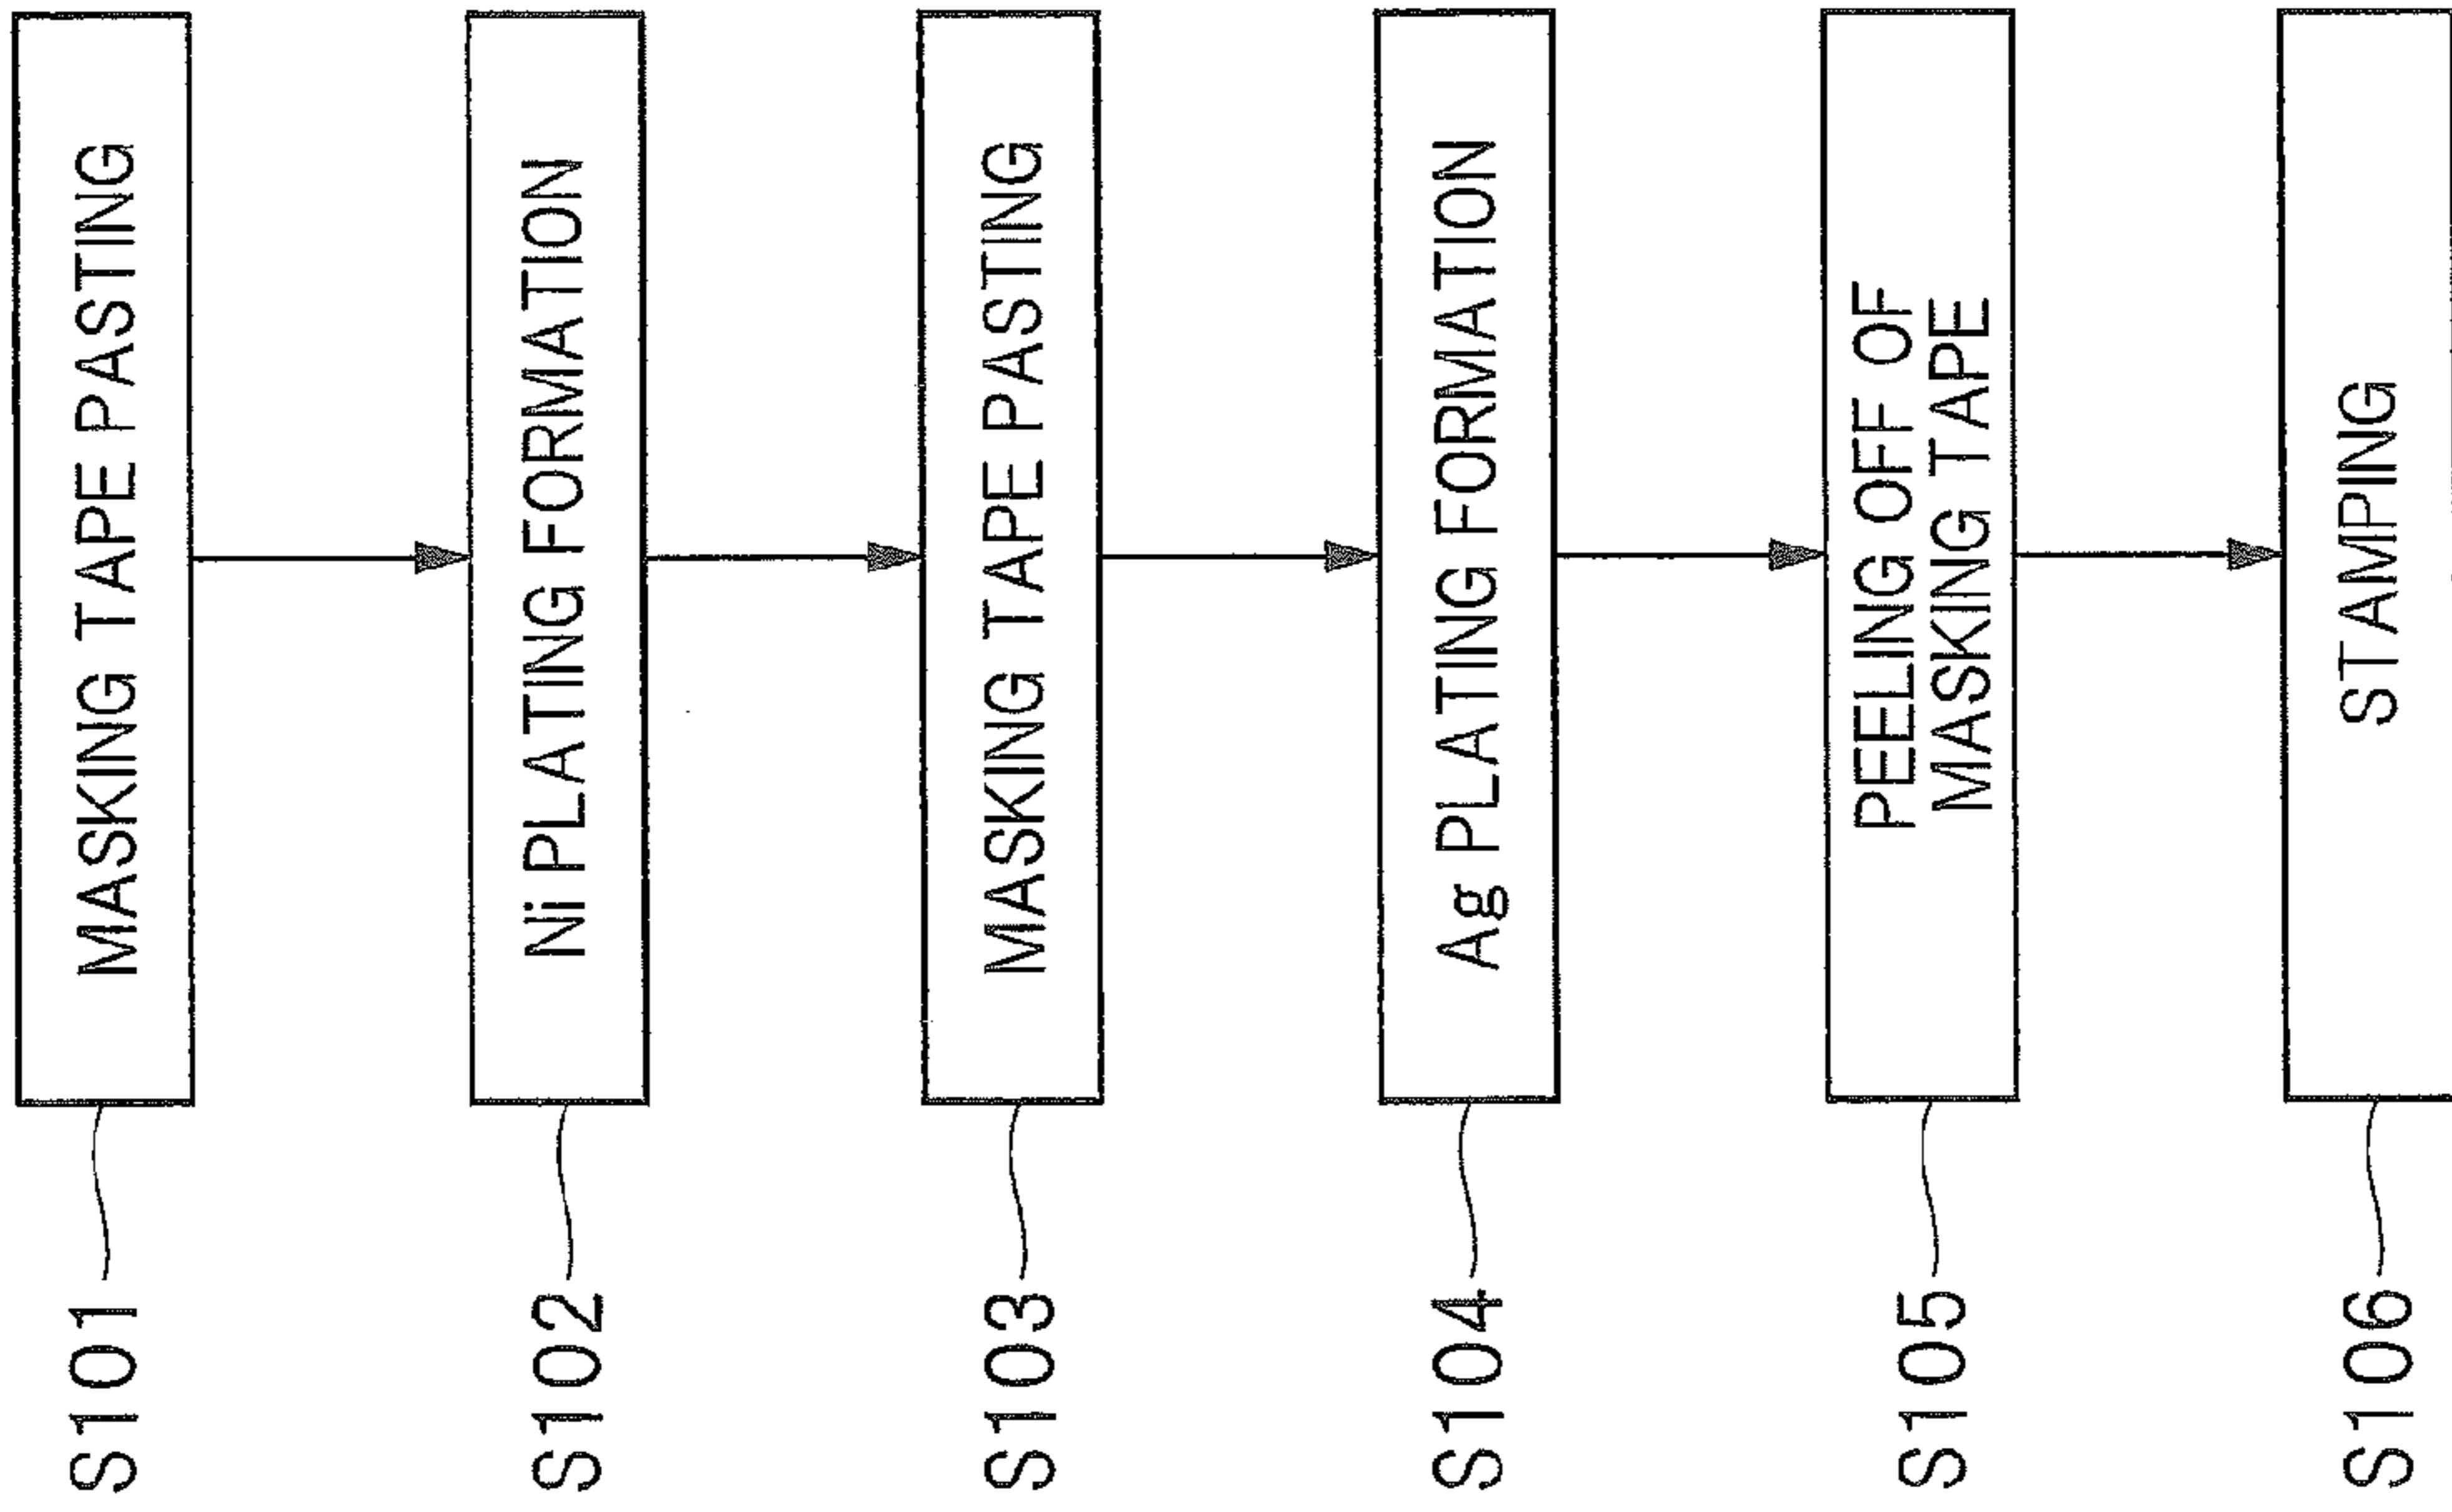 S101
MASKING TAPE PASTING
S102
Ni PLATING FORMATION
S103
MASKING TAPE PASTING
S104
Ag PLATING FORMATION
S105
PEELING OFF OF
MASKING TAPE
S106
STAMPING